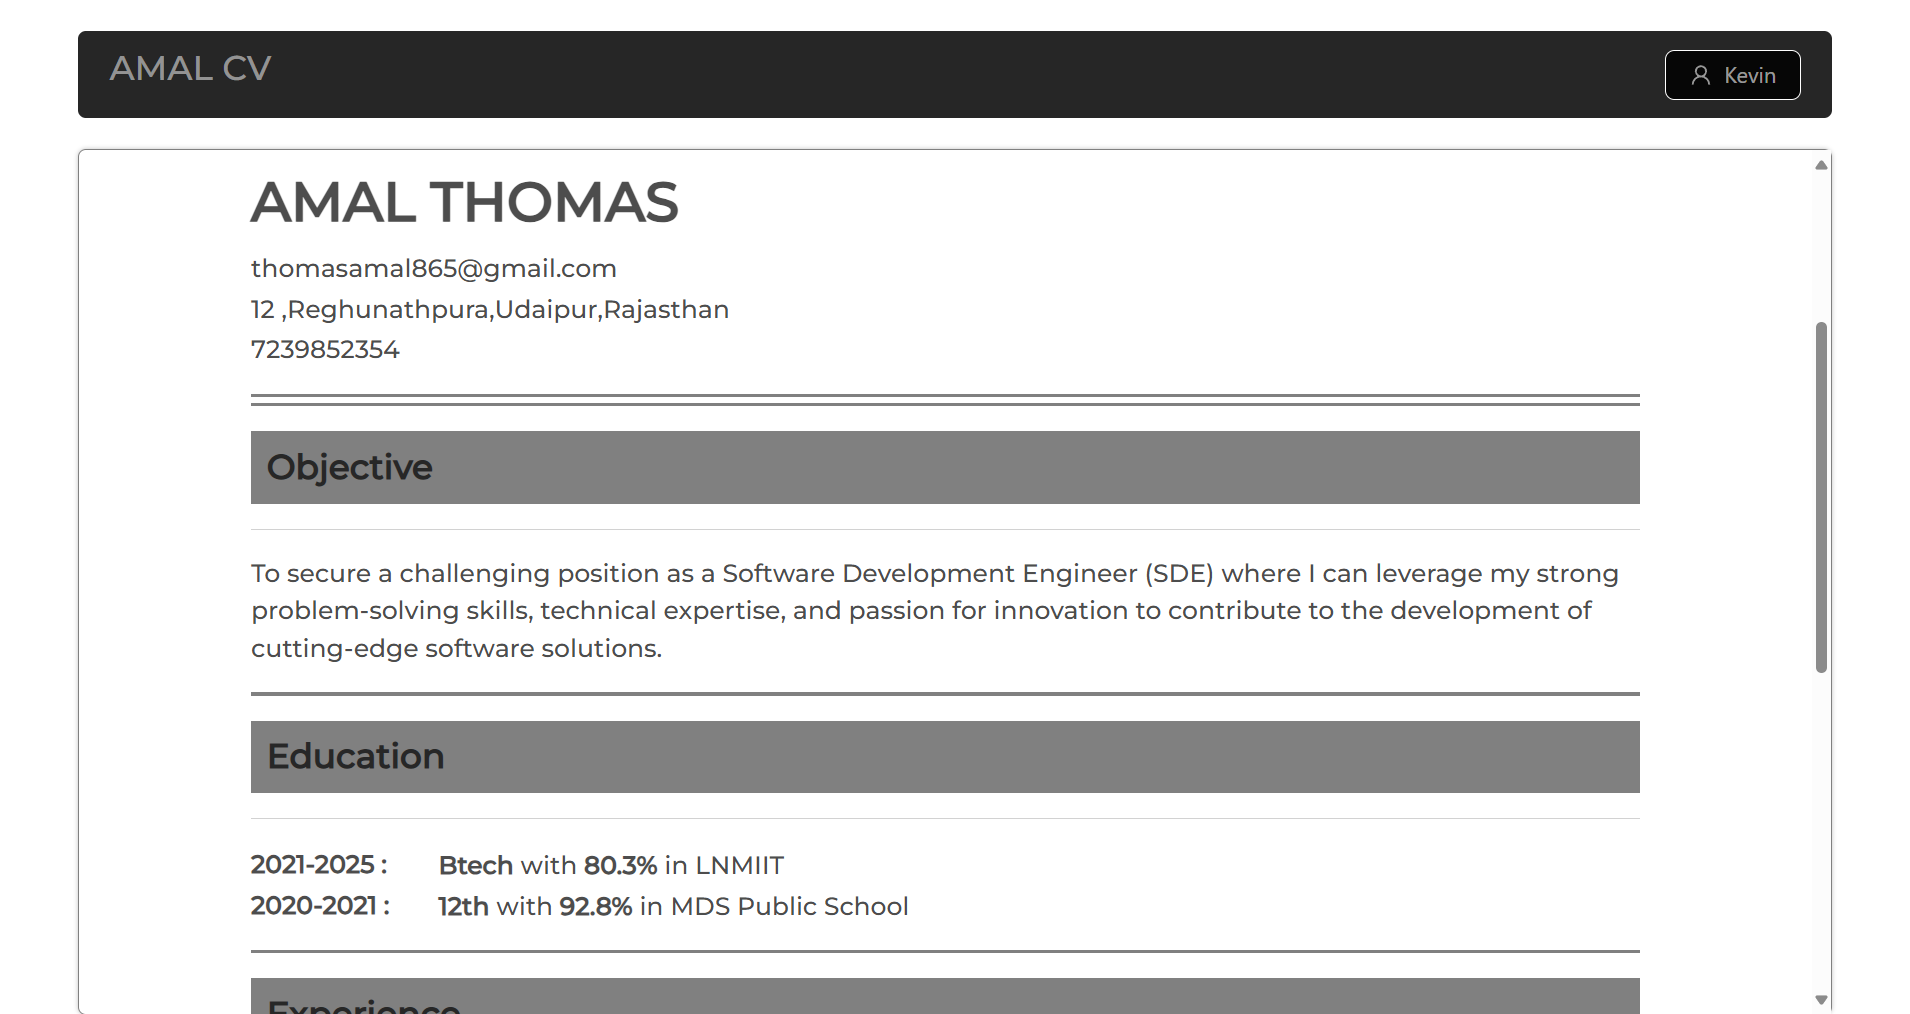 AMAL CV
Kevin
AMAL THOMAS
thomasamal865@gmail.com
12 ,Reghunathpura,Udaipur,Rajasthan
7239852354
Objective
To secure a challenging position as a Software Development Engineer (SDE) where I can leverage my strong
problem-solving skills, technical expertise, and passion for innovation to contribute to the development of
cutting-edge software solutions.
Education
2021-2025 : Btech with 80.3% in LNMIIT
2020-2021 : 12th with 92.8% in MDS Public School
Experience